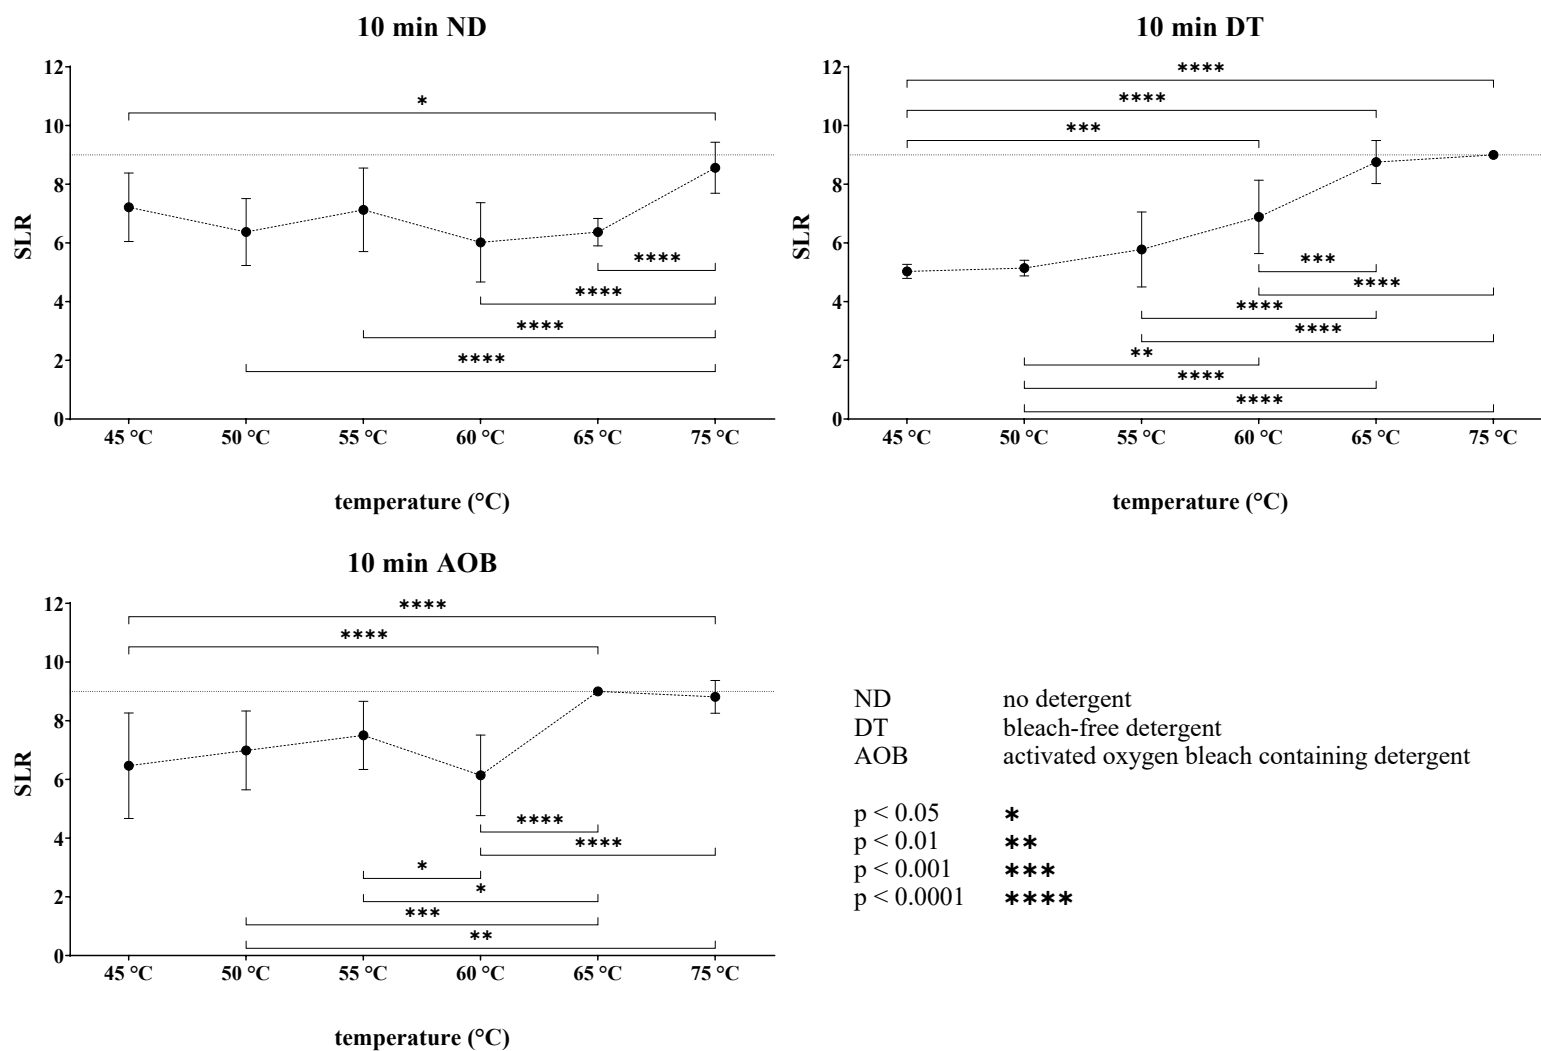 10 min ND
12
10
8
6
4
2
0
SLR
*
****
****
****
****
45 °C 50 °C 55 °C 60 °C 65 °C 75 °C
temperature (°C)
10 min DT
12
10
8
6
4
2
0
SLR
****
****
***
***
****
****
****
**
****
****
45 °C 50 °C 55 °C 60 °C 65 °C 75 °C
temperature (°C)
10 min AOB
12
10
8
6
4
2
0
SLR
****
****
****
****
*
*
***
**
45 °C 50 °C 55 °C 60 °C 65 °C 75 °C
temperature (°C)
ND no detergent
DT bleach-free detergent
AOB activated oxygen bleach containing detergent
p < 0.05 *
p < 0.01 **
p < 0.001 ***
p < 0.0001 ****